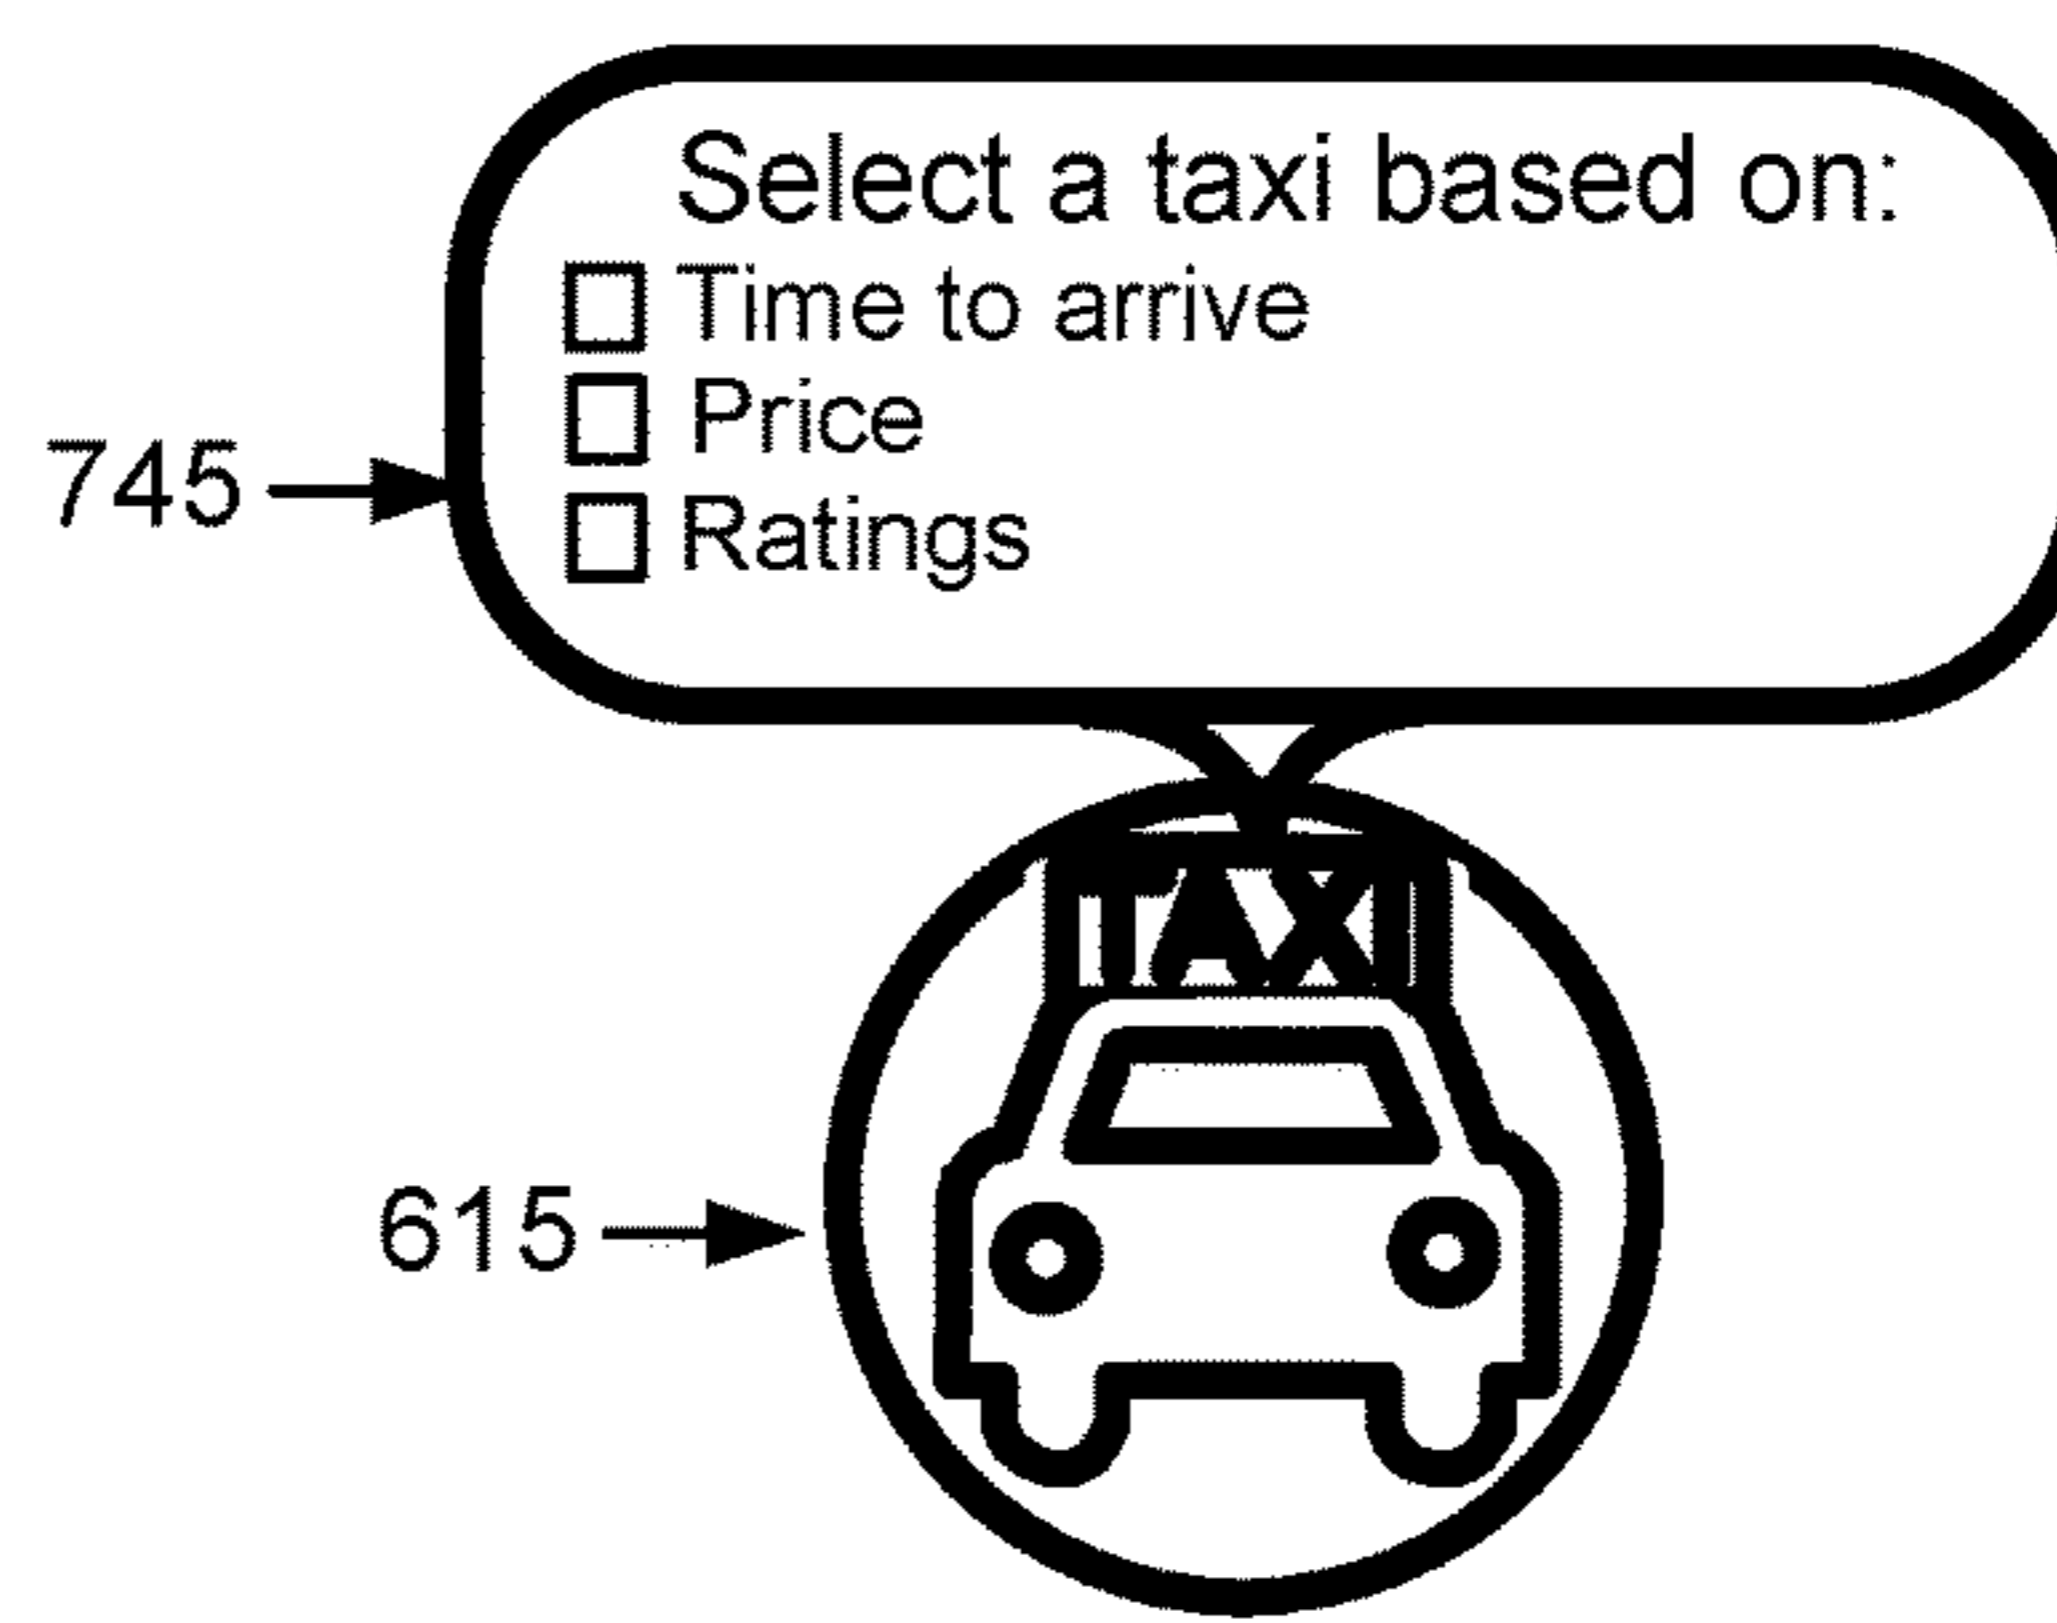 Select a taxi based on:
Time to arrive
Price
745
Ratings
TAXI
615